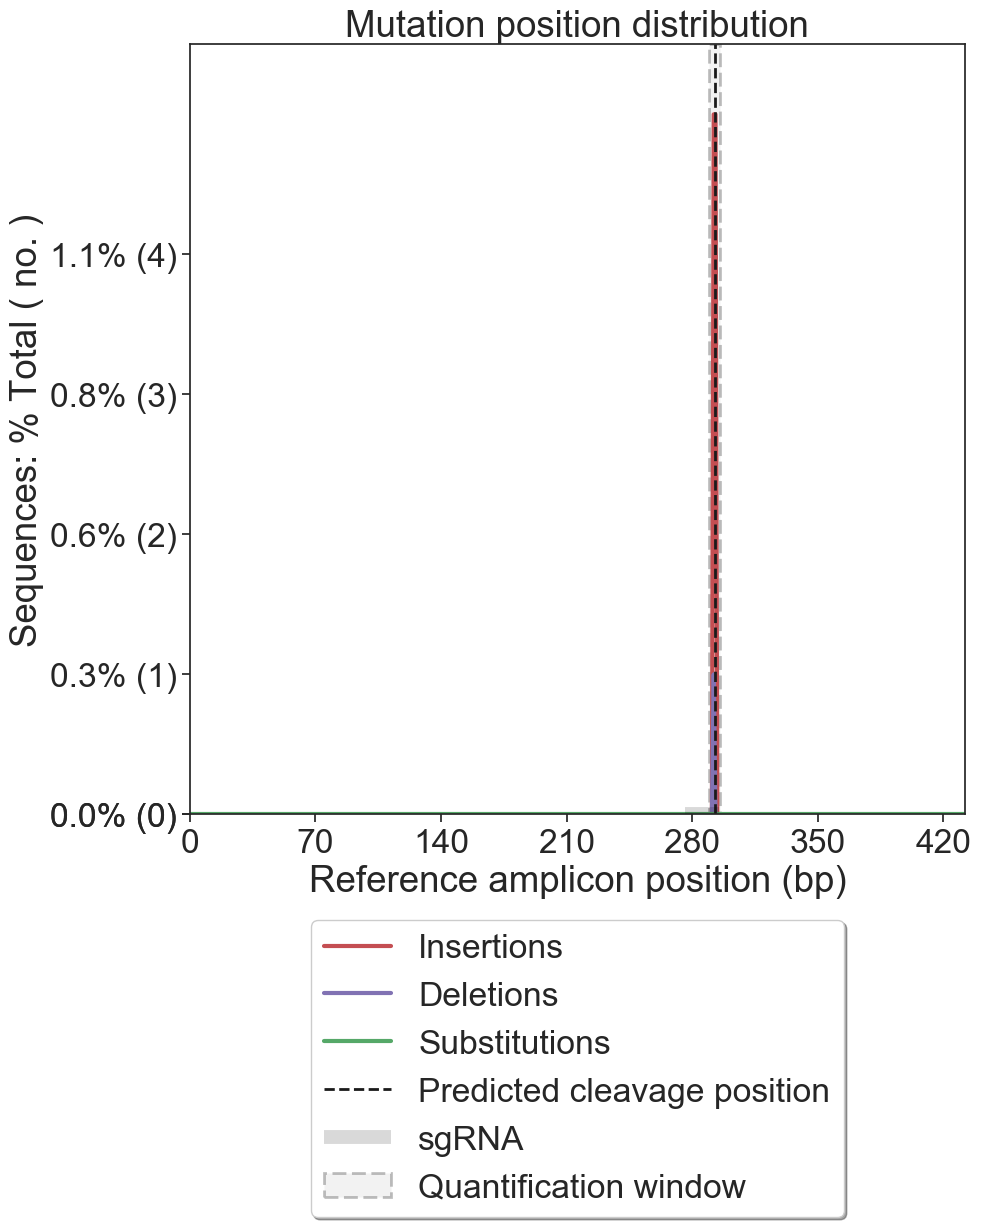 Mutation position distribution
Sequences: % Total ( no. )
1.1% (4)
0.8% (3)
0.6% (2)
0.3% (1)
0.0% (0)
0 70 140 210 280 350 420
Reference amplicon position (bp)
Insertions
Deletions
Substitutions
Predicted cleavage position
sgRNA
Quantification window